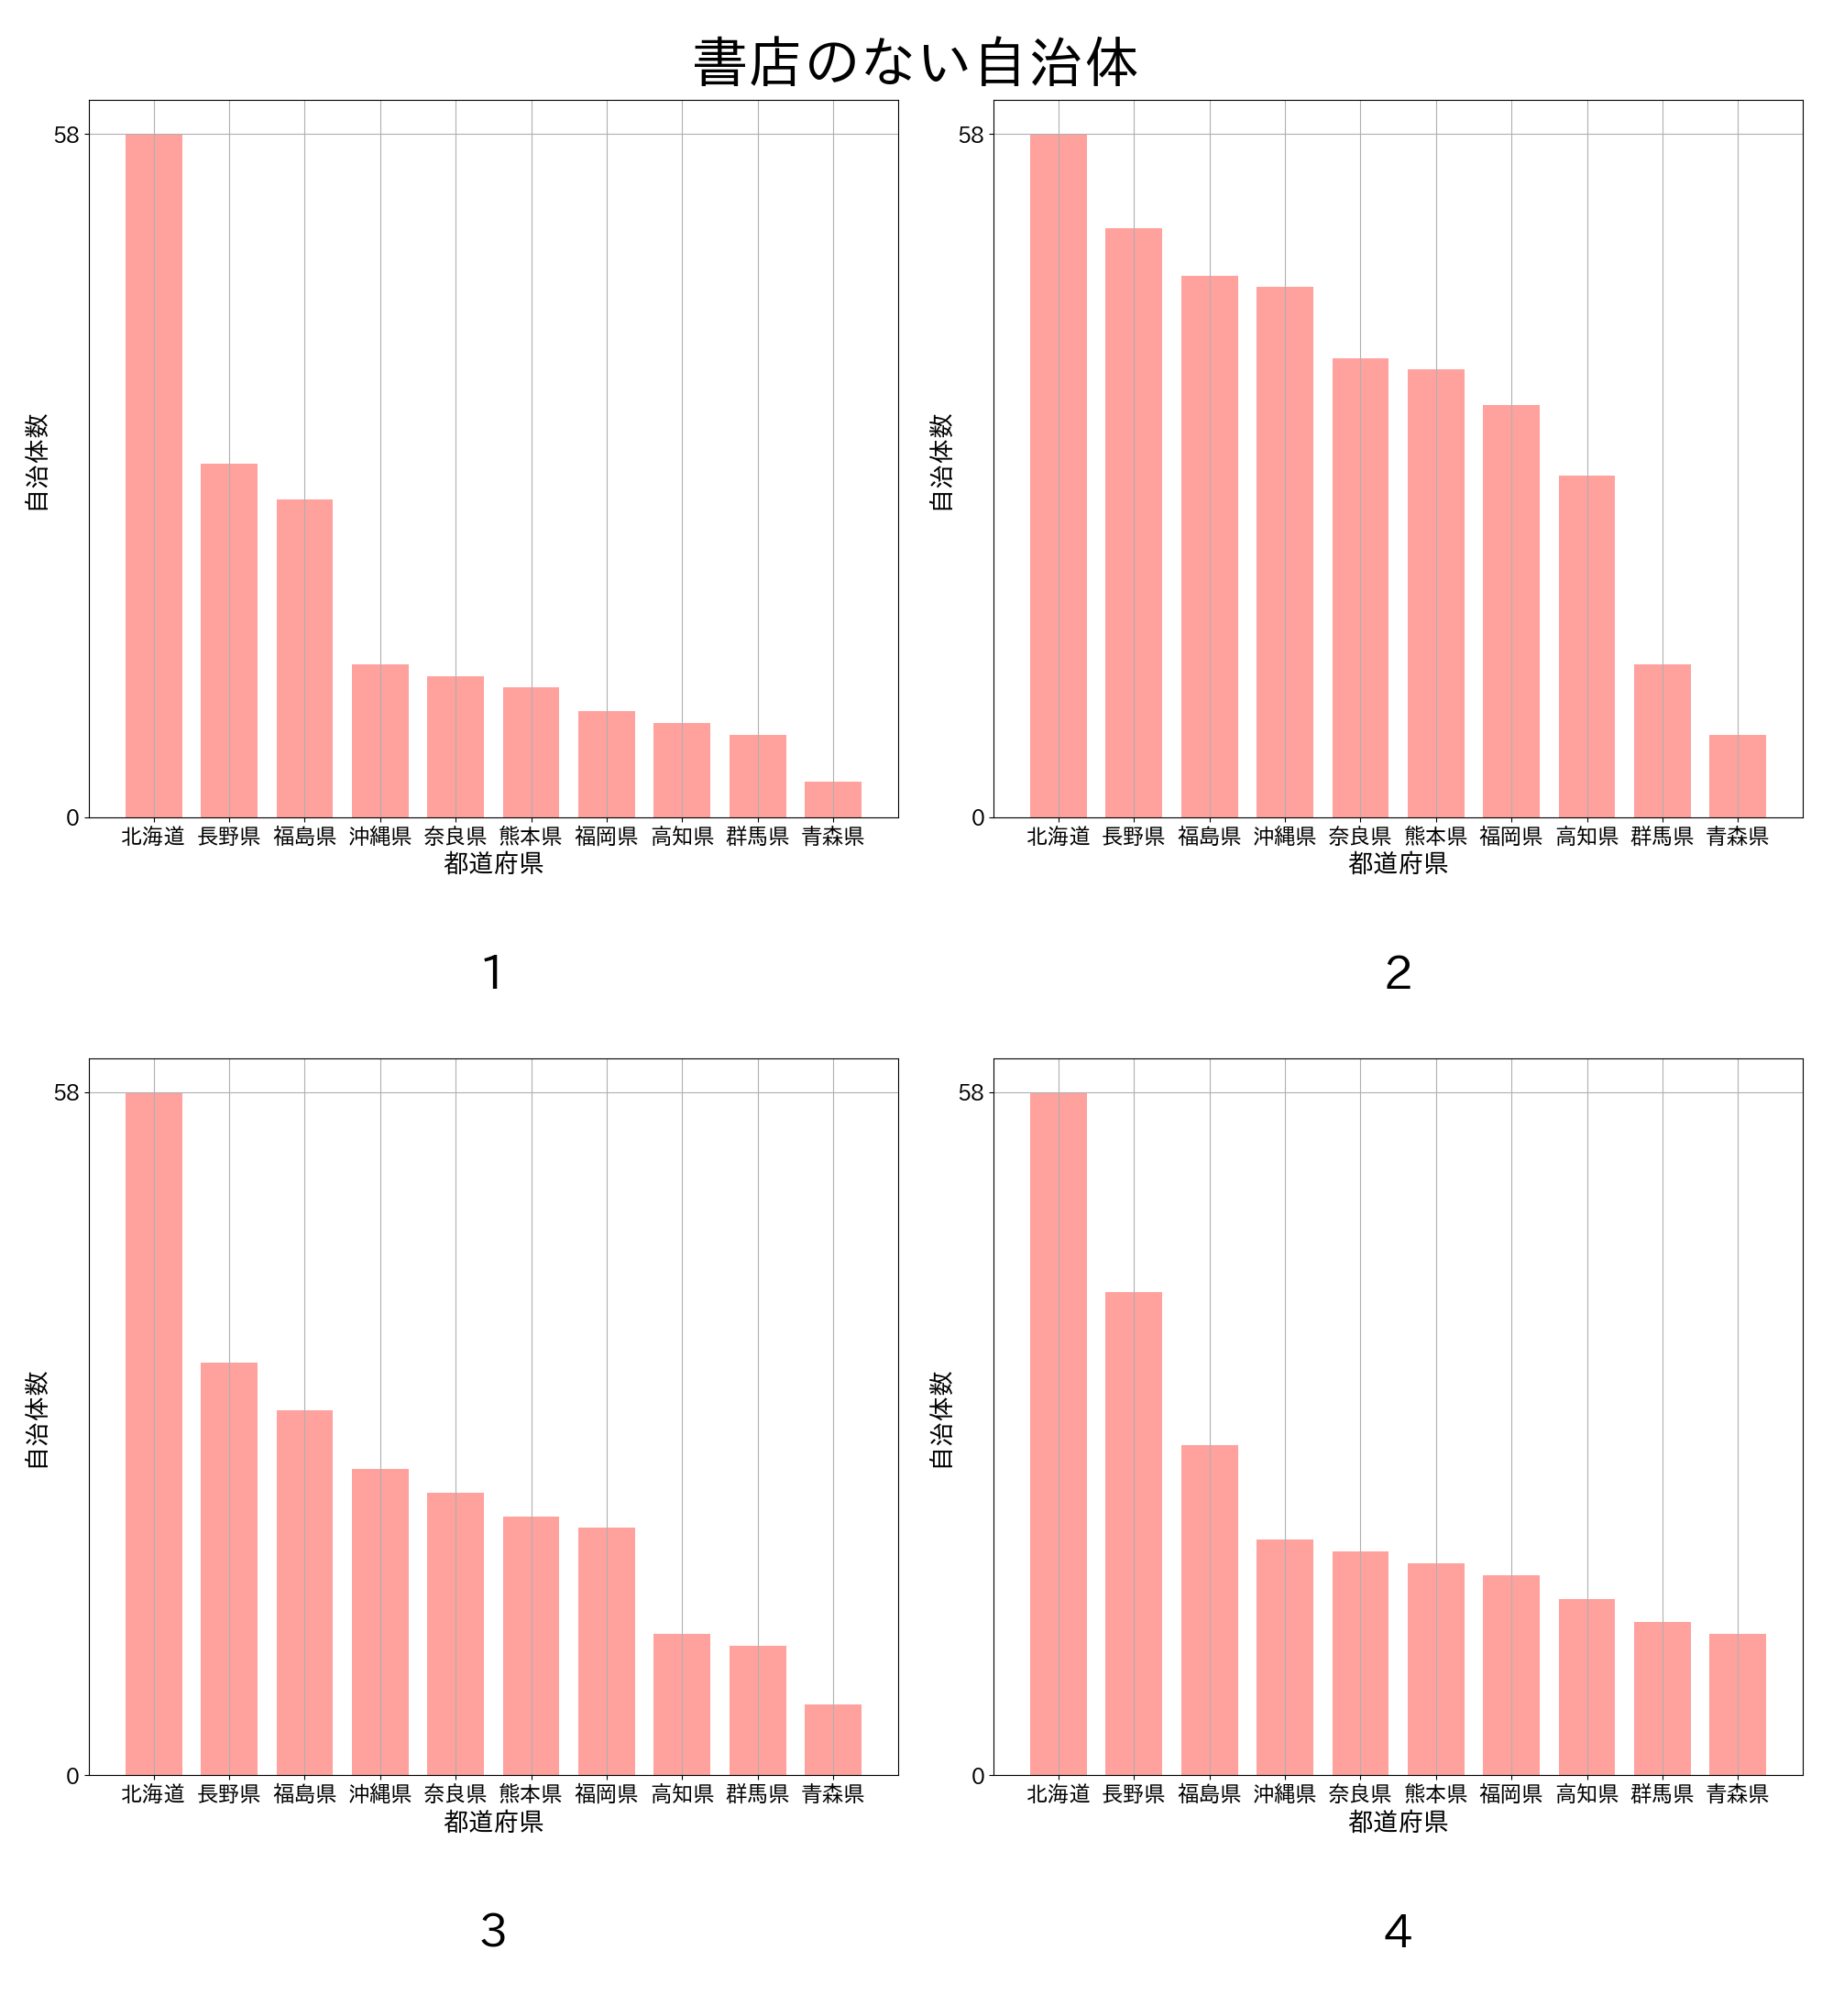 書店のない自治体
58
0
自治体数
北海道 長野県 福島県 沖縄県 奈良県 熊本県 福岡県 高知県 群馬県 青森県
都道府県
1
58
0
自治体数
北海道 長野県 福島県 沖縄県 奈良県 熊本県 福岡県 高知県 群馬県 青森県
都道府県
2
58
0
自治体数
北海道 長野県 福島県 沖縄県 奈良県 熊本県 福岡県 高知県 群馬県 青森県
都道府県
3
58
0
自治体数
北海道 長野県 福島県 沖縄県 奈良県 熊本県 福岡県 高知県 群馬県 青森県
都道府県
4